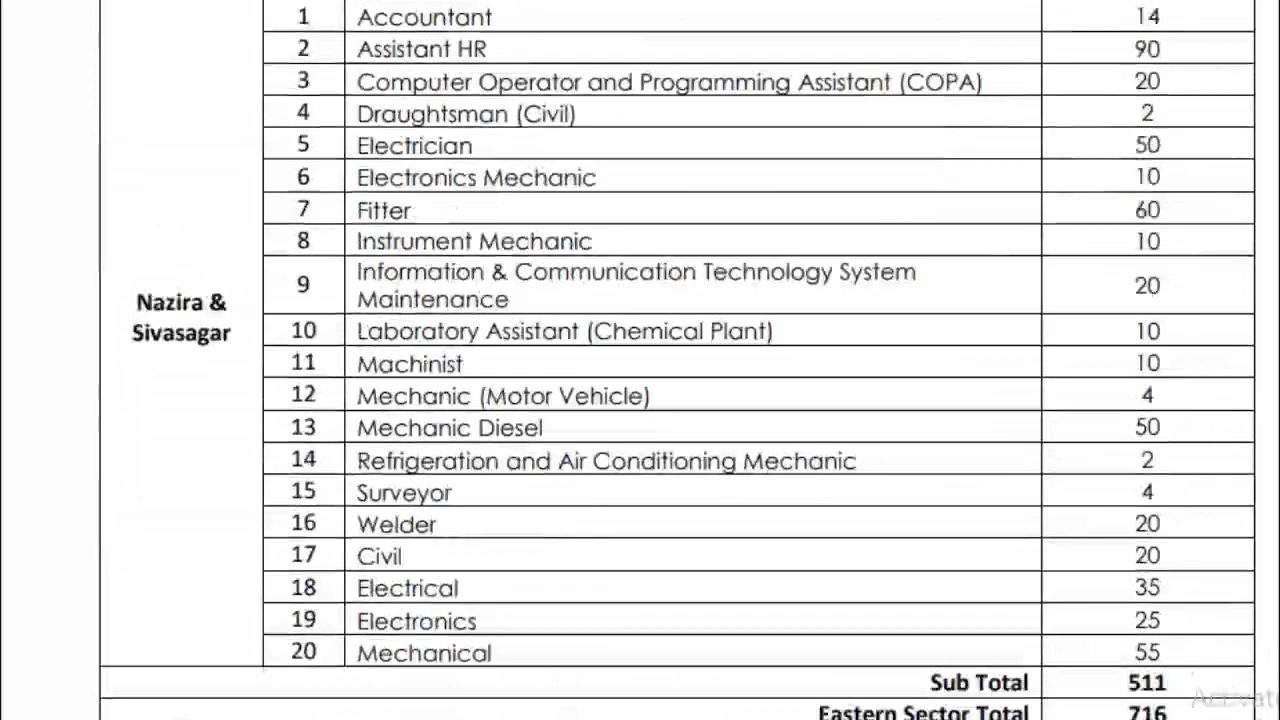 1 Accountant 14
2 Assistant HR 90
3 Computer Operator and Programming Assistant (COPA) 20
4 Draughtsman (Civil) 2
5 Electrician 50
6 Electronics Mechanic 10
7 Fitter 60
8 Instrument Mechanic 10
Nazira &
Sivasagar
9 Information & Communication Technology System
Maintenance 20
10 Laboratory Assistant (Chemical Plant) 10
11 Machinist 10
12 Mechanic (Motor Vehicle) 4
13 Mechanic Diesel 50
14 Refrigeration and Air Conditioning Mechanic 2
15 Surveyor 4
16 Welder 20
17 Civil 20
18 Electrical 35
19 Electronics 25
20 Mechanical 55
Sub Total 511
Eastern Sector Total 716